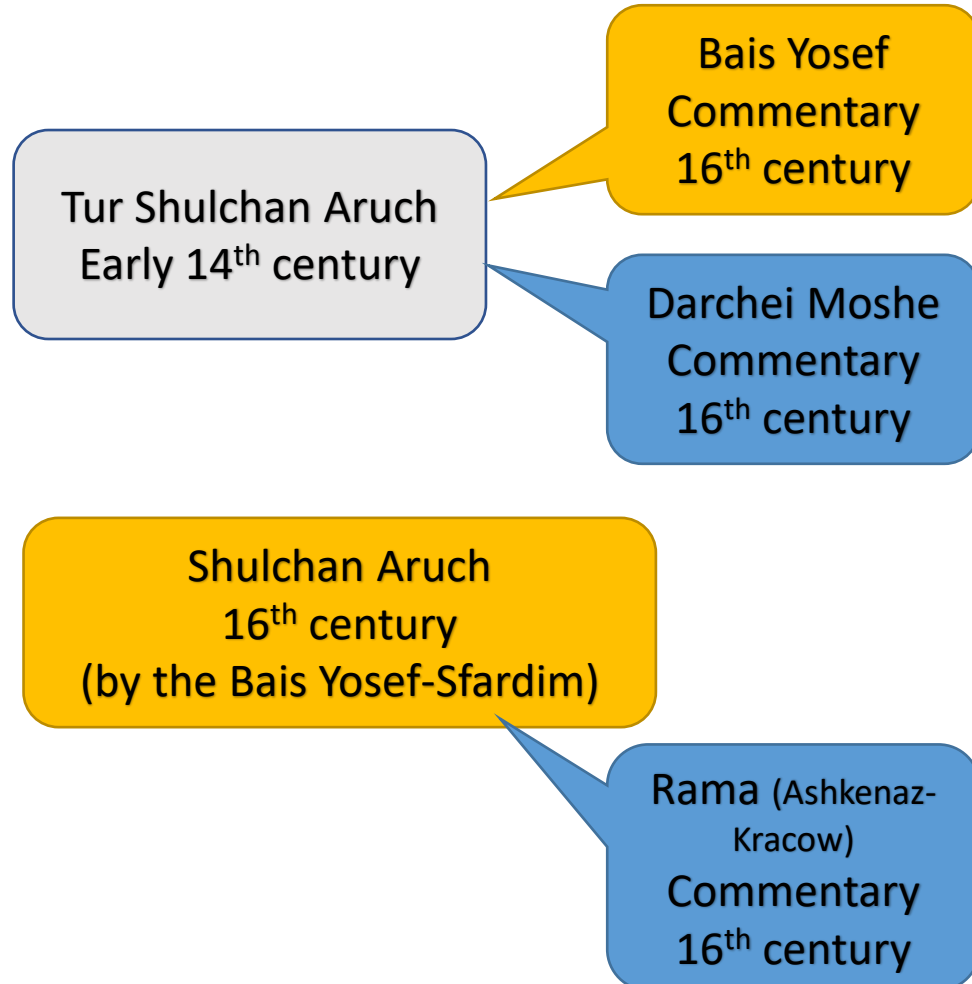 Bais Yosef
Commentary
16th century
Tur Shulchan Aruch
Early 14th century
Darchei Moshe
Commentary
16th century
Shulchan Aruch
16th century
(by the Bais Yosef-Sfardim)
Rama (Ashkenaz-
Kracow)
Commentary
16th century